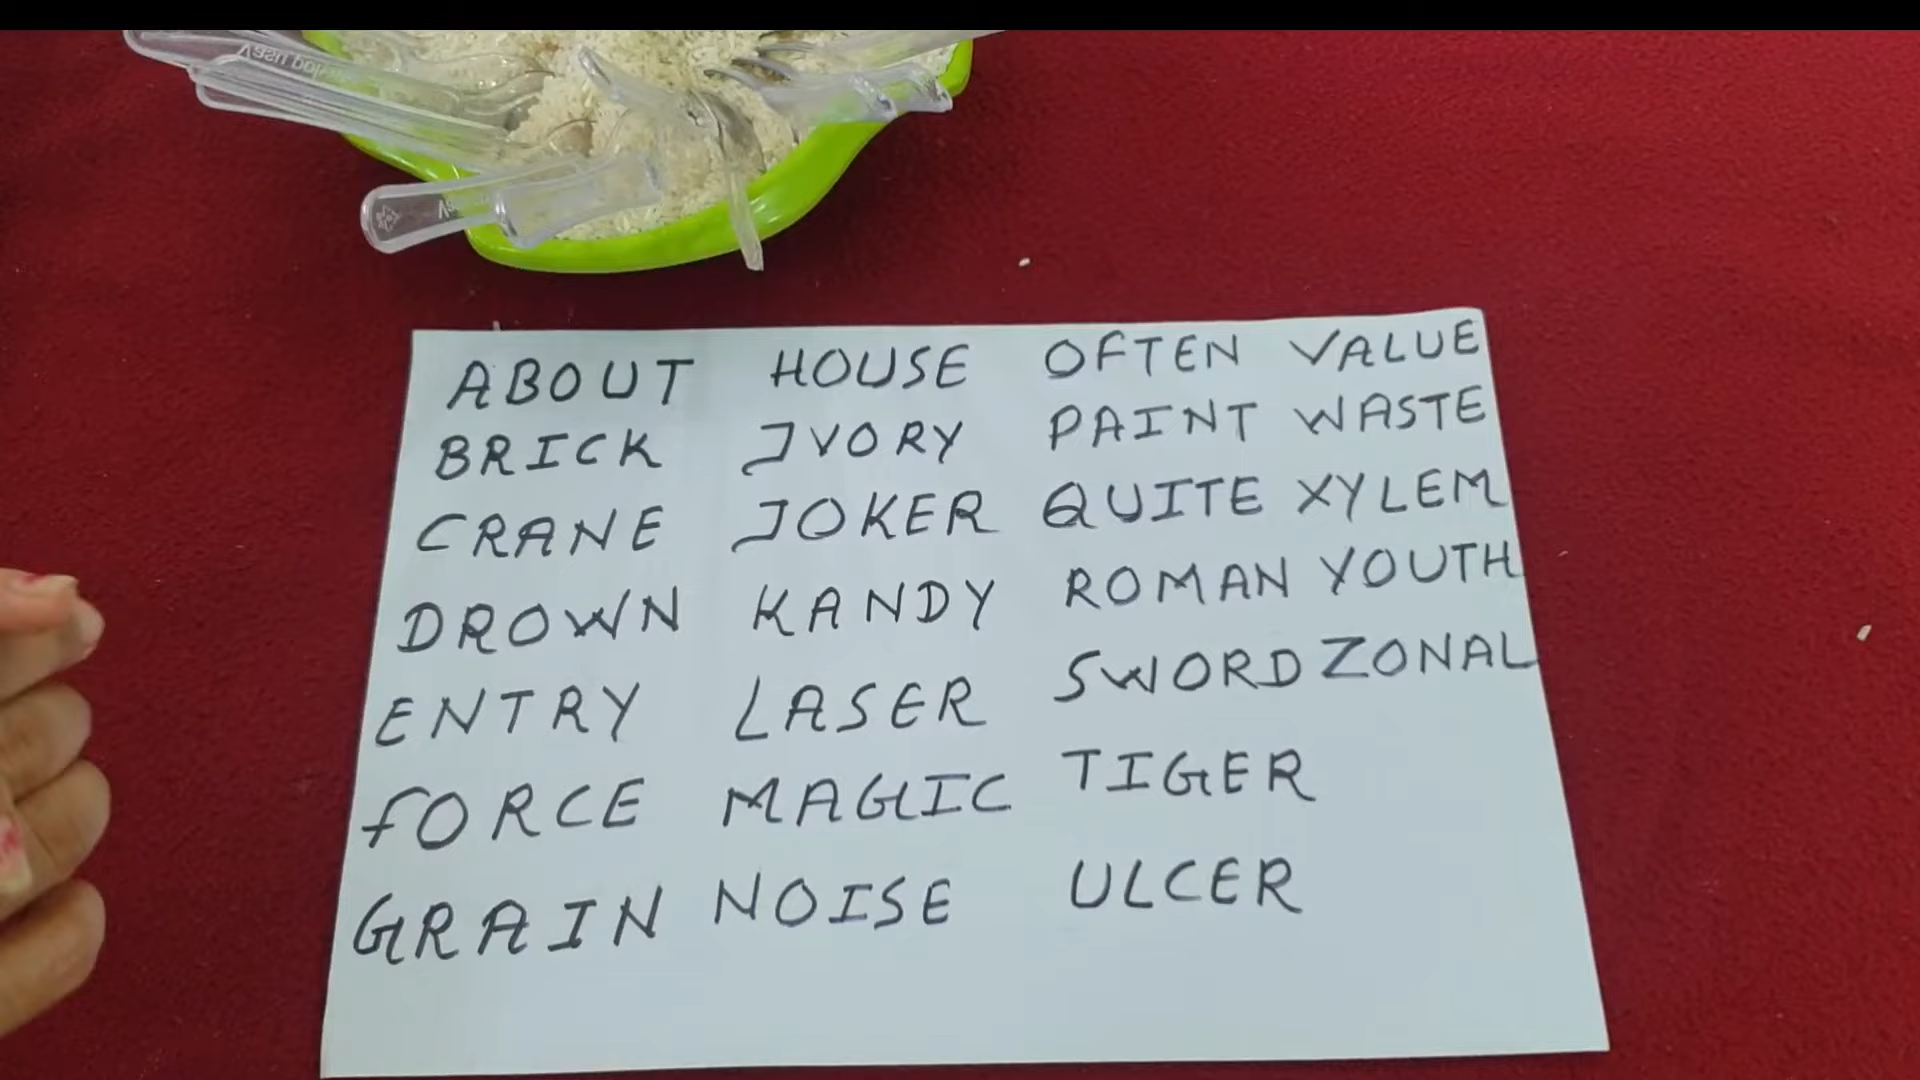 ABOUT HOUSE OFTEN VALUE
BRICK IVORY PAINT WASTE
CRANE JOKER QUITE XYLEM
DROWN KANDY ROMAN YOUTH
ENTRY LASER SWORD ZONAL
FORCE MAGIC TIGER
GRAIN NOISE ULCER